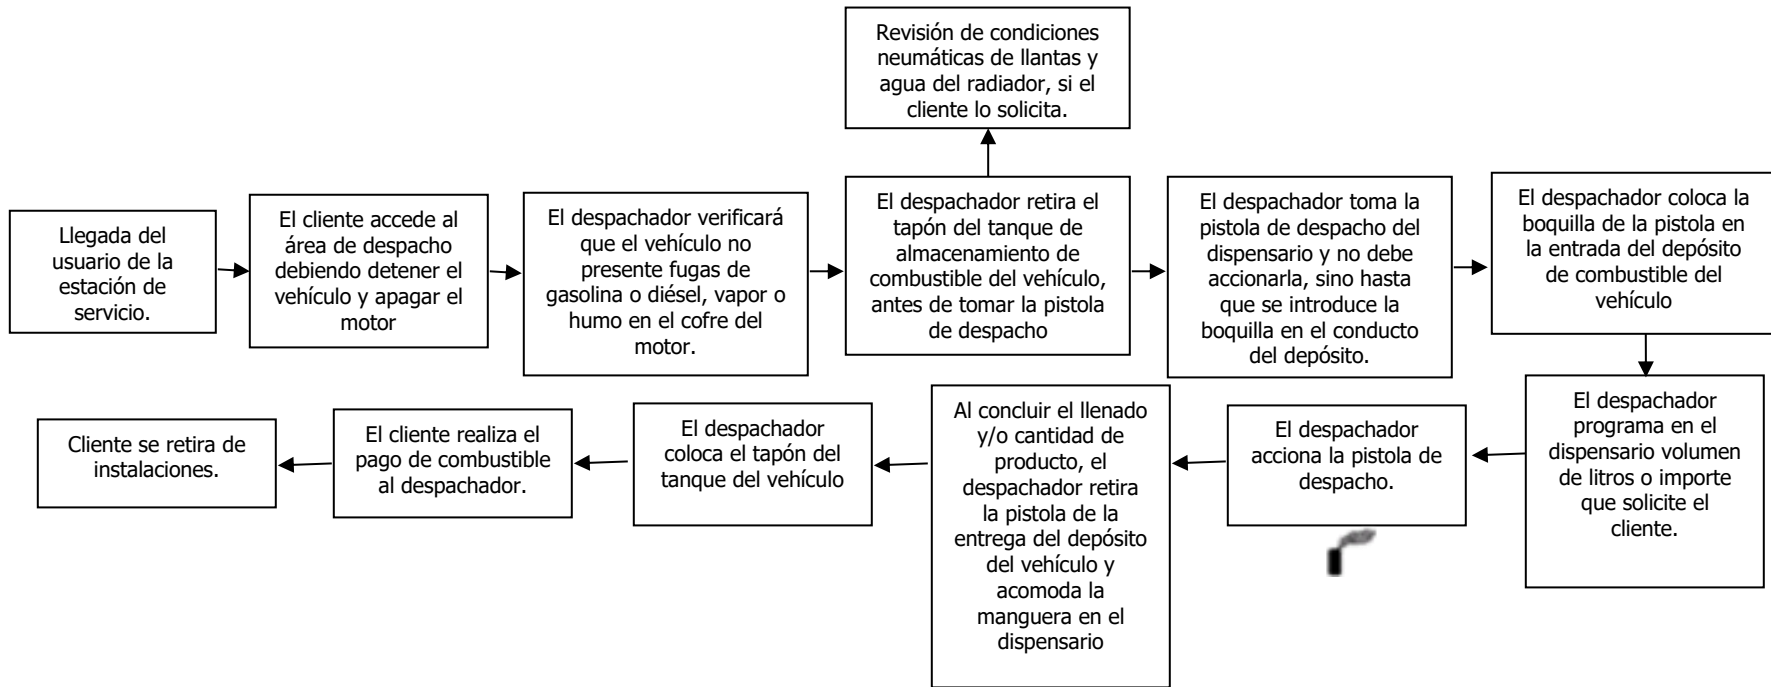 Revisión de condiciones
neumáticas de llantas y
agua del radiador, si el
cliente lo solicita.
Llegada del
usuario de la
estación de
servicio.
El cliente accede al
área de despacho
debiendo detener el
vehículo y apagar el
motor
El despachador verificará
que el vehículo no
presente fugas de
gasolina o diésel, vapor o
humo en el cofre del
motor.
El despachador retira el
tapón del tanque de
almacenamiento de
combustible del vehículo,
antes de tomar la pistola
de despacho
El despachador toma la
pistola de despacho del
dispensario y no debe
accionarla, sino hasta
que se introduce la
boquilla en el conducto
del depósito.
El despachador coloca la
boquilla de la pistola en
la entrada del depósito
de combustible del
vehículo
El despachador
programa en el
dispensario volumen
de litros o importe
que solicite el
cliente.
El despachador
acciona la pistola de
despacho.
Al concluir el llenado
y/o cantidad de
producto, el
despachador retira
la pistola de la
entrega del depósito
del vehículo y
acomoda la
manguera en el
dispensario
El despachador
coloca el tapón del
tanque del vehículo
El cliente realiza el
pago de combustible
al despachador.
Cliente se retira de
instalaciones.